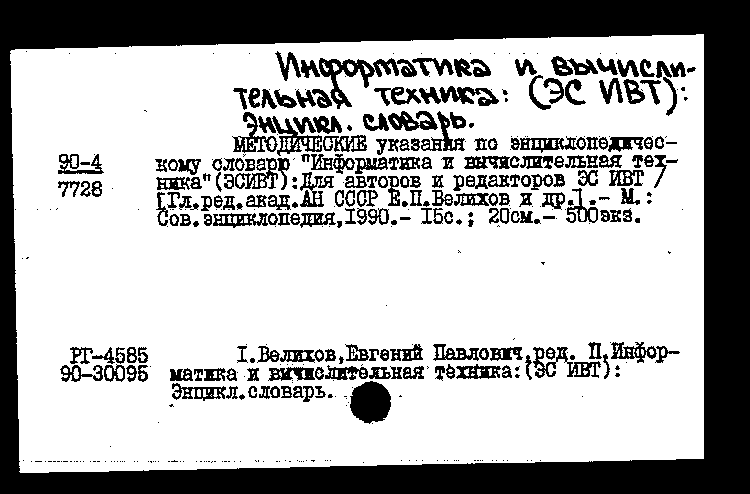 Информатика и вычисли-
тельная техника: (ЭС ИВТ):
Энцикл. словарь.
МЕТОДИЧЕСКИЕ указания по энциклопедичес-
90-4
кому словарю "Информатика и вычислительная тех-
7728
ника"(ЭСИВТ):Для авторов и редакторов ЭС ИВТ /
[Гл.ред.акад.АН СССР Е.П.Велихов и др.].- М.:
Сов.энциклопедия,1990.- 15с.; 20см.- 500экз.
РГ-4585
I.Велихов,Евгений Павлович,ред. П.Инфор-
90-30095
матика и вычислительная техника:(ЭС ИВТ):
Энцикл.словарь.